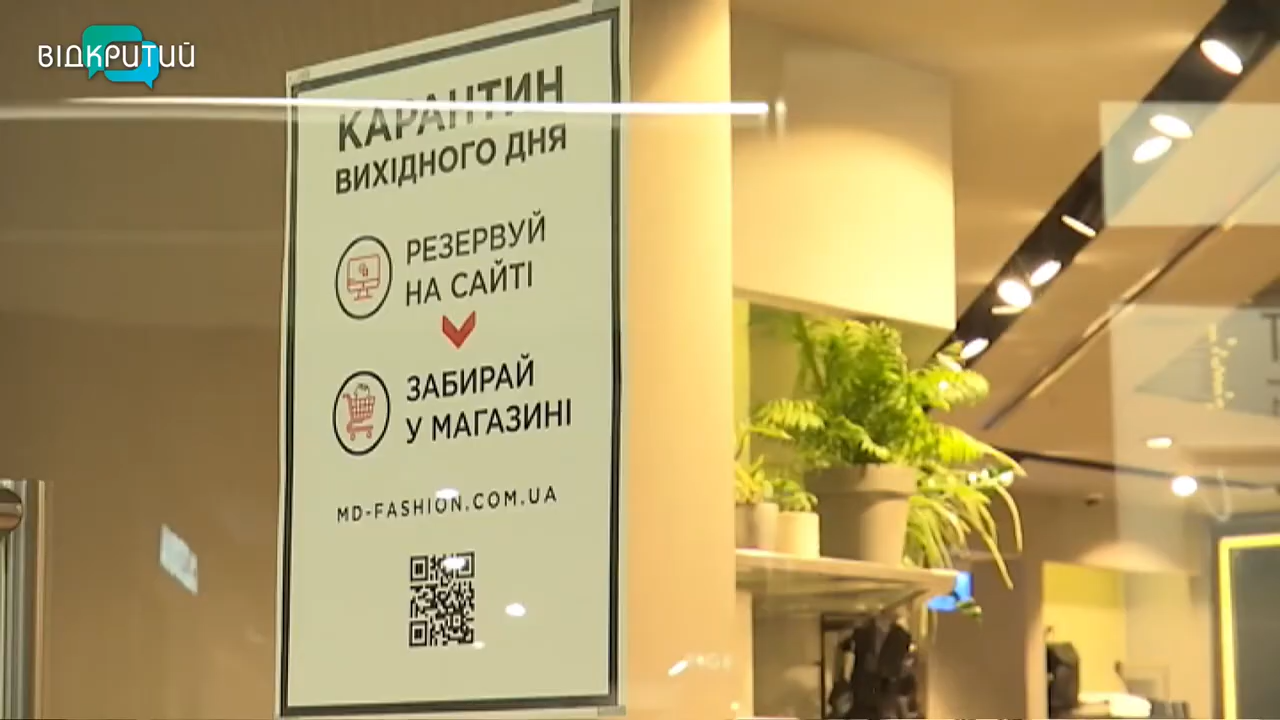 ВІДКРИТИЙ
КАРАНТИН
ВИХІДНОГО ДНЯ
РЕЗЕРВУЙ
НА САЙТІ
ЗАБИРАЙ
У МАГАЗИНІ
MD-FASHION.COM.UA